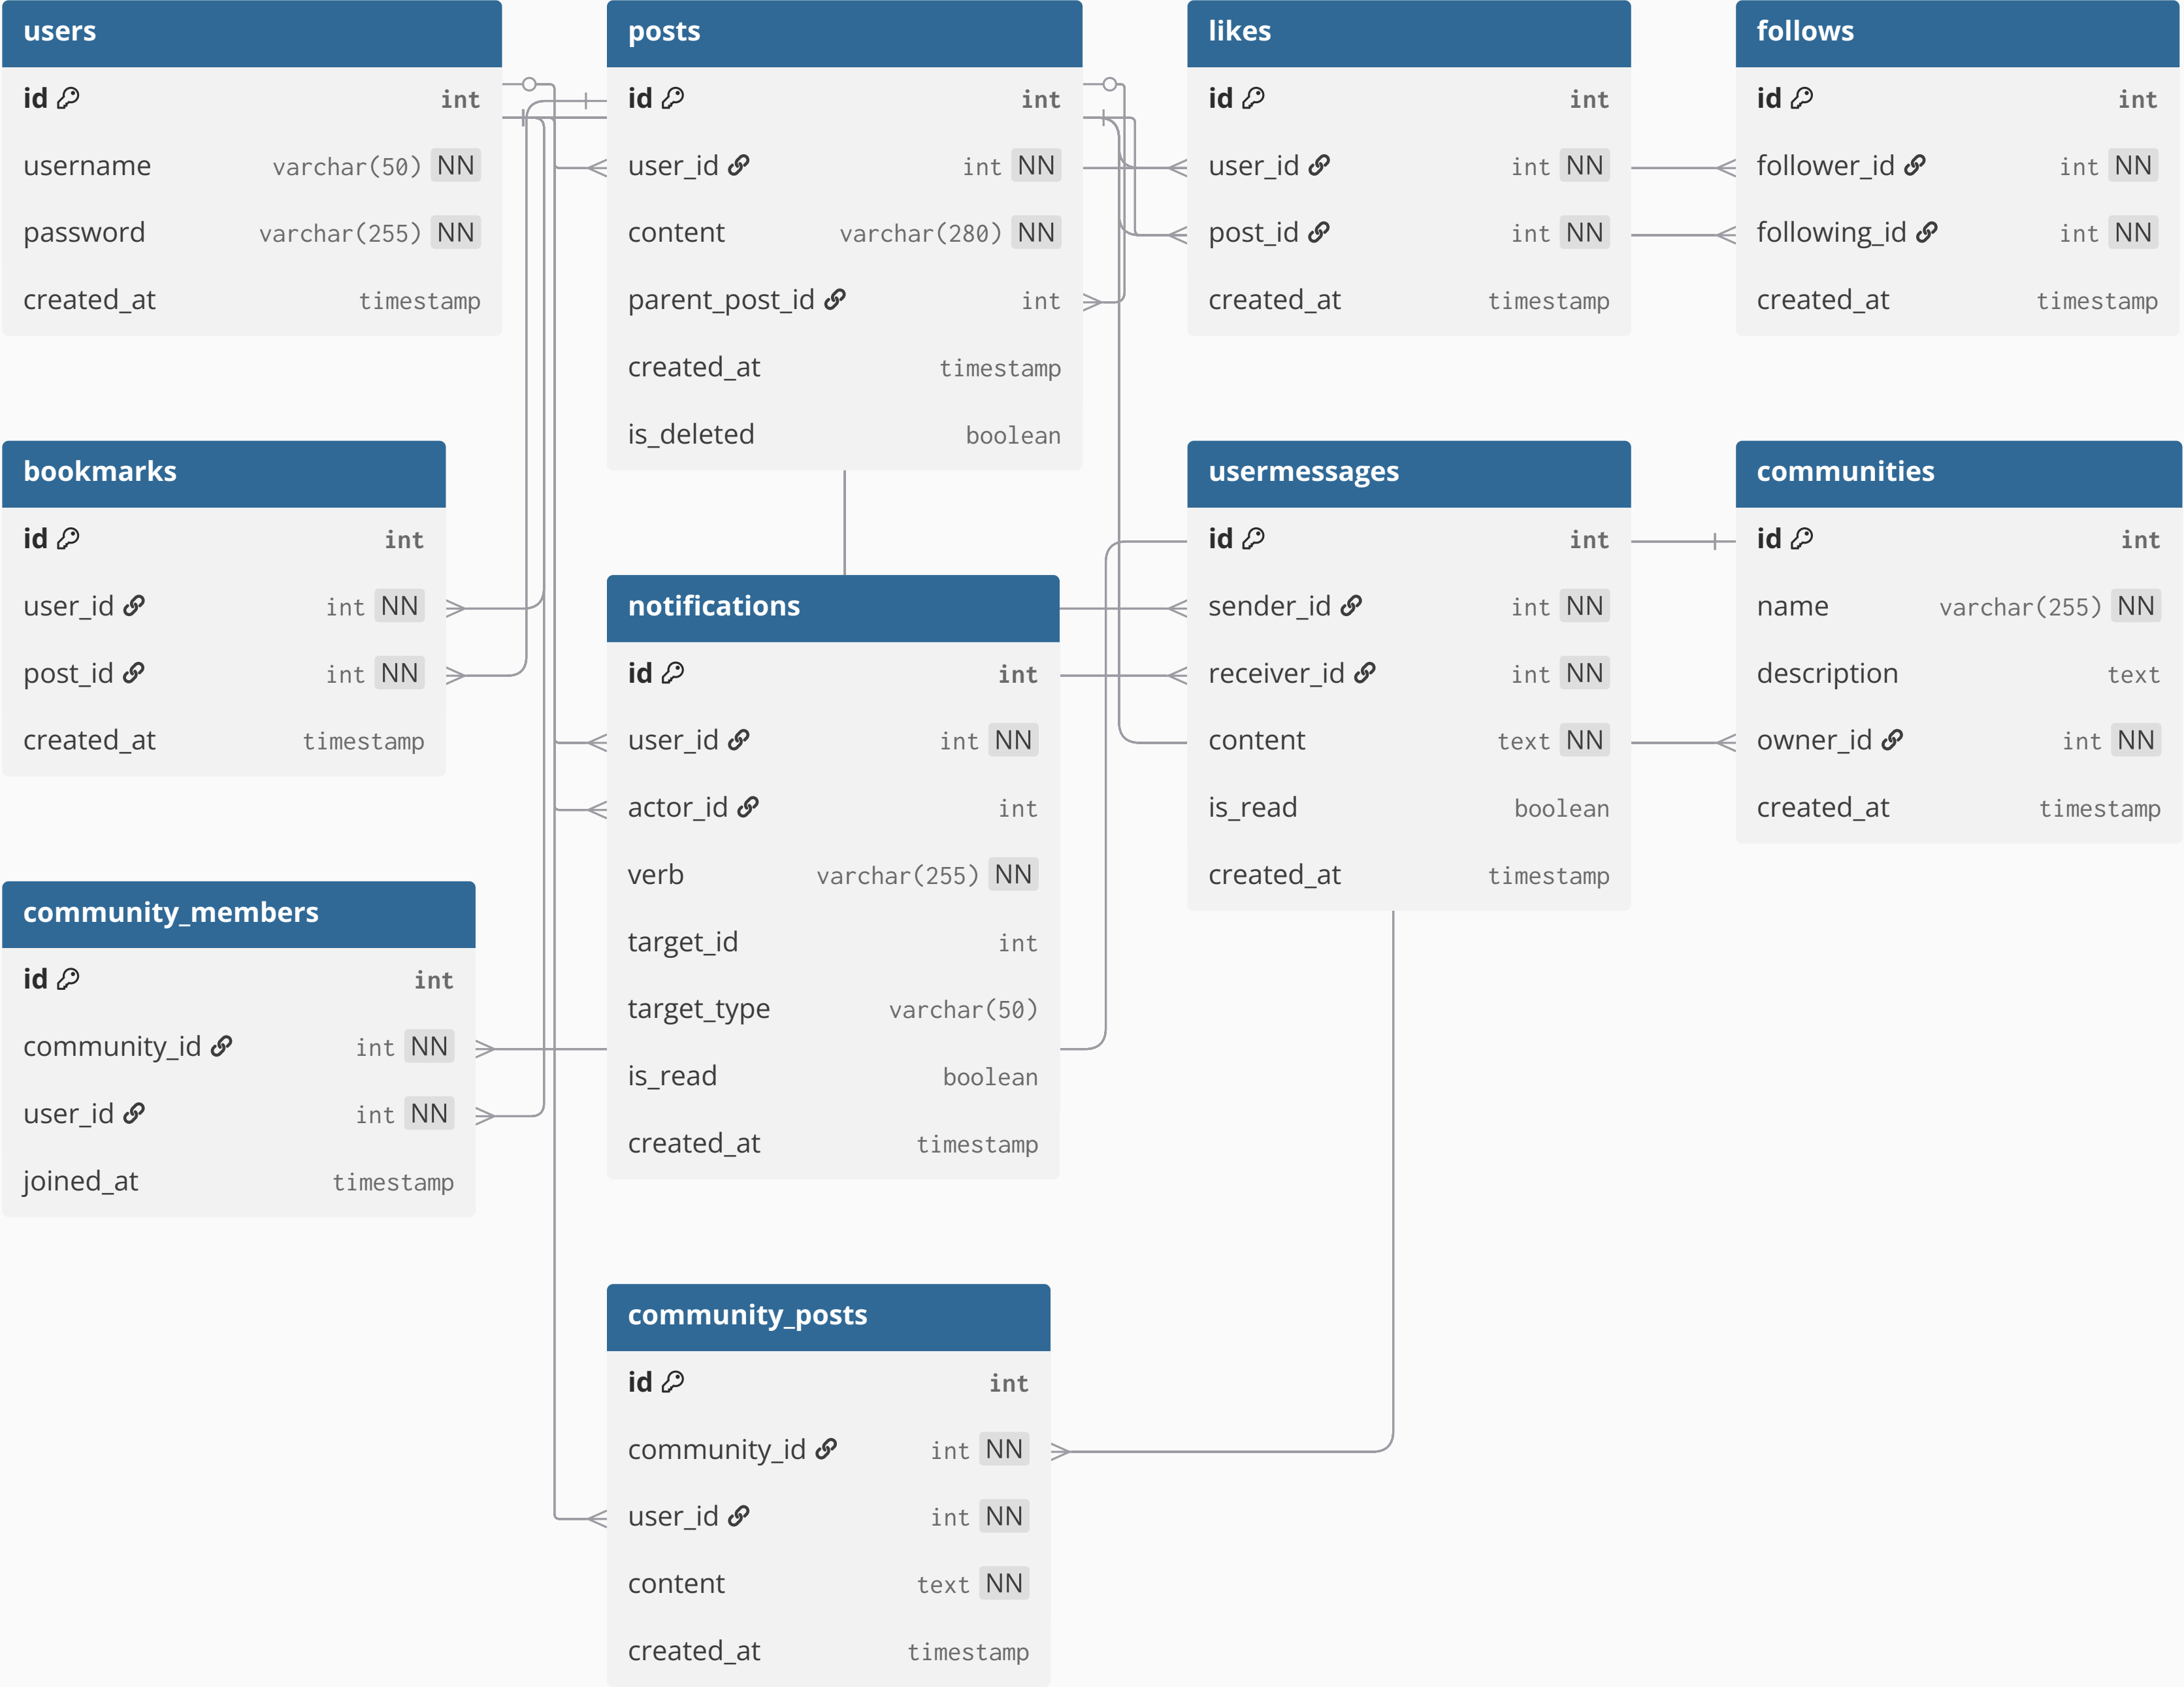 users
id int
username varchar(50) NN
password varchar(255) NN
created_at timestamp
posts
id int
user_id int NN
content varchar(280) NN
parent_post_id int
created_at timestamp
is_deleted boolean
likes
id int
user_id int NN
post_id int NN
created_at timestamp
follows
id int
follower_id int NN
following_id int NN
created_at timestamp
bookmarks
id int
user_id int NN
post_id int NN
created_at timestamp
notifications
id int
user_id int NN
actor_id int
verb varchar(255) NN
target_id int
target_type varchar(50)
is_read boolean
created_at timestamp
usermessages
id int
sender_id int NN
receiver_id int NN
content text NN
is_read boolean
created_at timestamp
communities
id int
name varchar(255) NN
description text
owner_id int NN
created_at timestamp
community_members
id int
community_id int NN
user_id int NN
joined_at timestamp
community_posts
id int
community_id int NN
user_id int NN
content text NN
created_at timestamp